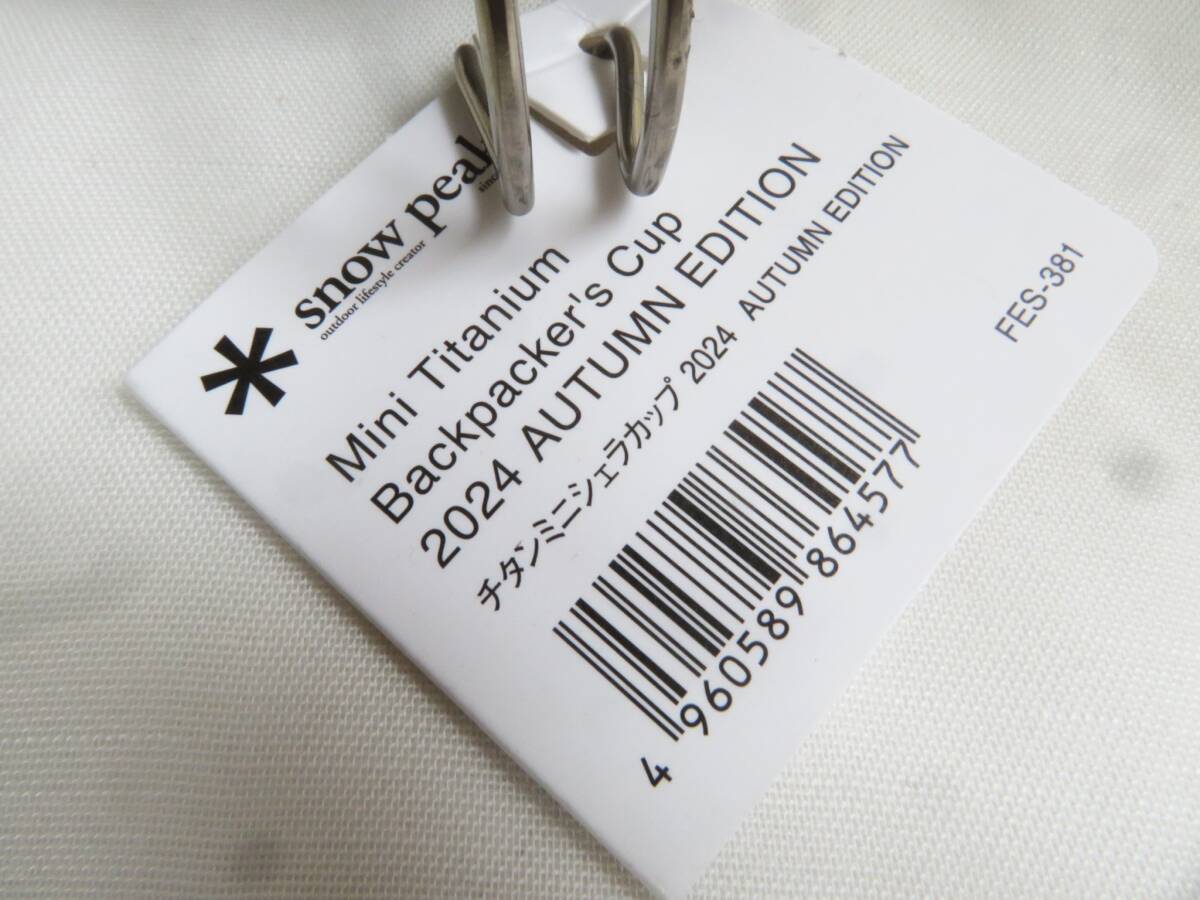 snow peak
outdoor lifestyle creator
Mini Titanium
Backpacker's Cup
2024 AUTUMN EDITION
チタンミニシェラカップ 2024 AUTUMN EDITION
FES-381
4 960589 864577